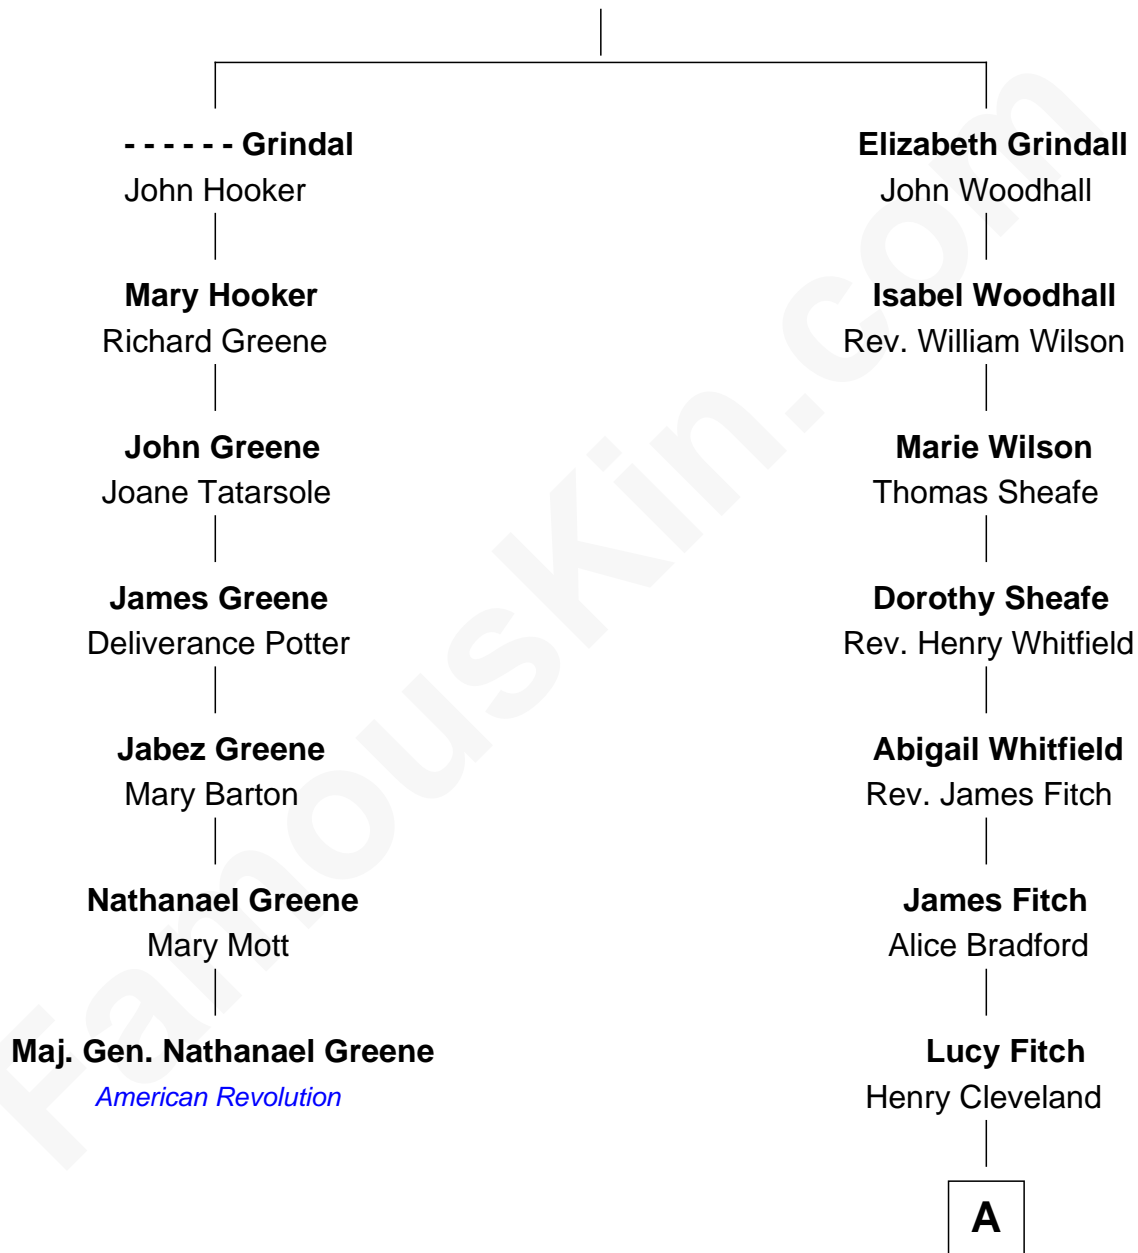 - - - - - - Grindal
John Hooker
Mary Hooker
Richard Greene
John Greene
Joane Tatarsole
James Greene
Deliverance Potter
Jabez Greene
Mary Barton
Nathanael Greene
Mary Mott
Maj. Gen. Nathanael Greene
American Revolution
Elizabeth Grindall
John Woodhall
Isabel Woodhall
Rev. William Wilson
Marie Wilson
Thomas Sheafe
Dorothy Sheafe
Rev. Henry Whitfield
Abigail Whitfield
Rev. James Fitch
James Fitch
Alice Bradford
Lucy Fitch
Henry Cleveland
A
FamousKin.com